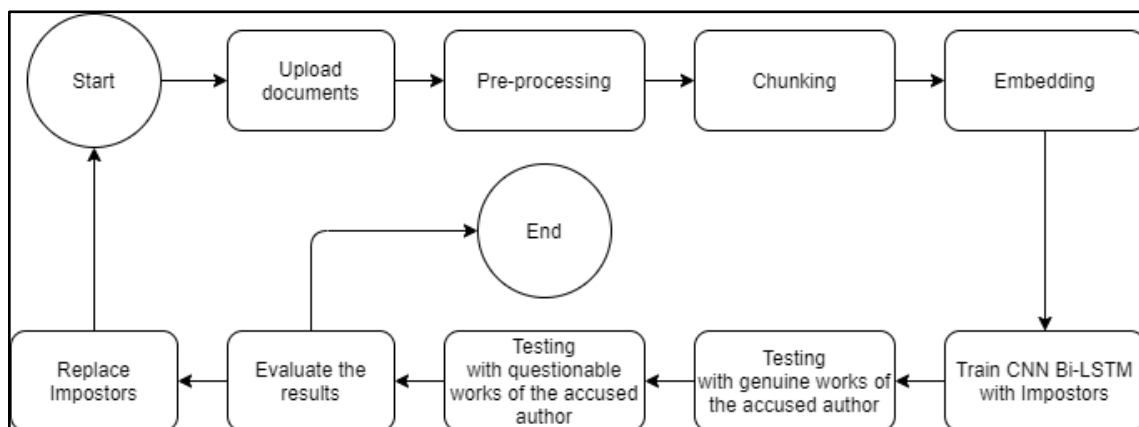 Start
Upload
documents
Pre-processing
Chunking
Embedding
End
Replace
Impostors
Evaluate the
results
Testing
with questionable
works of the accused
author
Testing
with genuine works of
the accused author
Train CNN Bi-LSTM
with Impostors